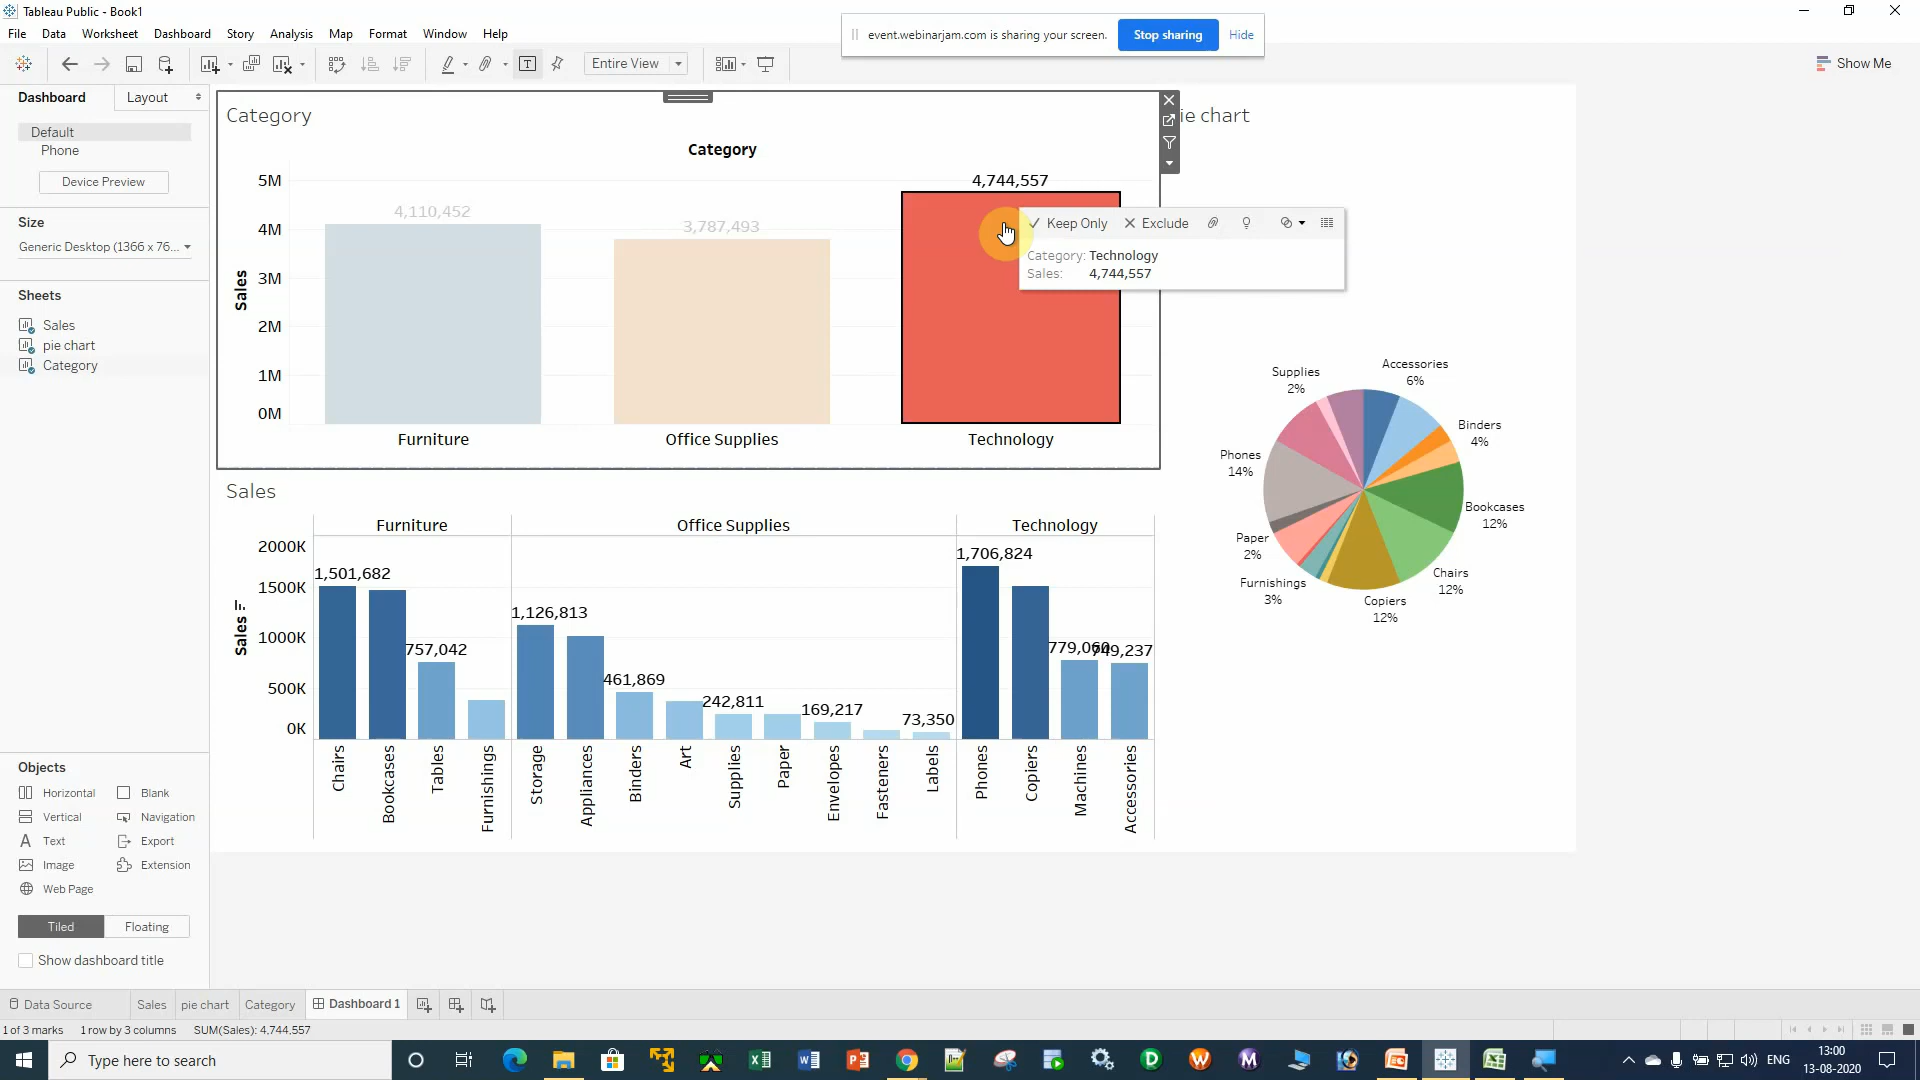 Tableau Public - Book1
File Data Worksheet Dashboard Story Analysis Map Format Window Help
event.webinarjam.com is sharing your screen. Stop sharing Hide
Entire View
Show Me
Dashboard Layout
Default
Phone
Device Preview
Size
Generic Desktop (1366 x 76...
Sheets
Sales
pie chart
Category
Category
Category
Sales
5M
4M
3M
2M
1M
0M
4,110,452
3,787,493
4,744,557
Furniture Office Supplies Technology
Keep Only Exclude
Category: Technology
Sales: 4,744,557
ie chart
Supplies
2%
Accessories
6%
Binders
4%
Phones
14%
Bookcases
12%
Paper
2%
Chairs
12%
Furnishings
3%
Copiers
12%
Sales
Furniture Office Supplies Technology
Sales
2000K
1500K
1000K
500K
0K
1,501,682
757,042
1,126,813
461,869
242,811
169,217
73,350
1,706,824
779,060
749,237
Chairs
Bookcases
Tables
Furnishings
Storage
Appliances
Binders
Art
Supplies
Paper
Envelopes
Fasteners
Labels
Phones
Copiers
Machines
Accessories
Objects
Horizontal Blank
Vertical Navigation
Text Export
Image Extension
Web Page
Tiled Floating
Show dashboard title
Data Source Sales pie chart Category Dashboard 1
1 of 3 marks 1 row by 3 columns SUM(Sales): 4,744,557
Type here to search
ENG
13:00
13-08-2020